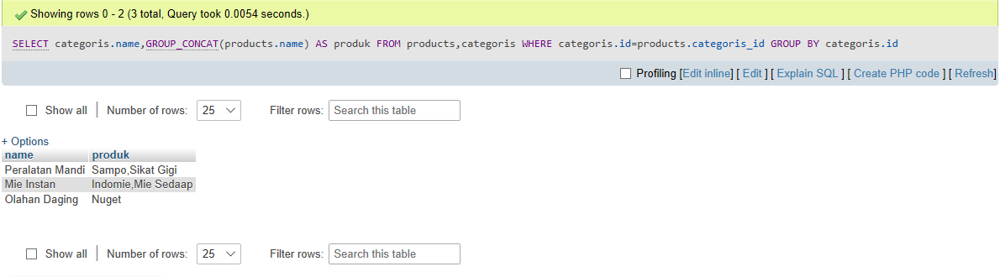 Showing rows 0 - 2 (3 total, Query took 0.0054 seconds.)
SELECT categoris.name,GROUP_CONCAT(products.name) AS produk FROM products,categoris WHERE categoris.id=products.categoris_id GROUP BY categoris.id
Profiling [Edit inline] [ Edit ] [ Explain SQL ] [ Create PHP code ] [ Refresh]
Show all | Number of rows: 25 Filter rows: Search this table
+ Options
name produk
Peralatan Mandi Sampo,Sikat Gigi
Mie Instan Indomie,Mie Sedaap
Olahan Daging Nuget
Show all | Number of rows: 25 Filter rows: Search this table